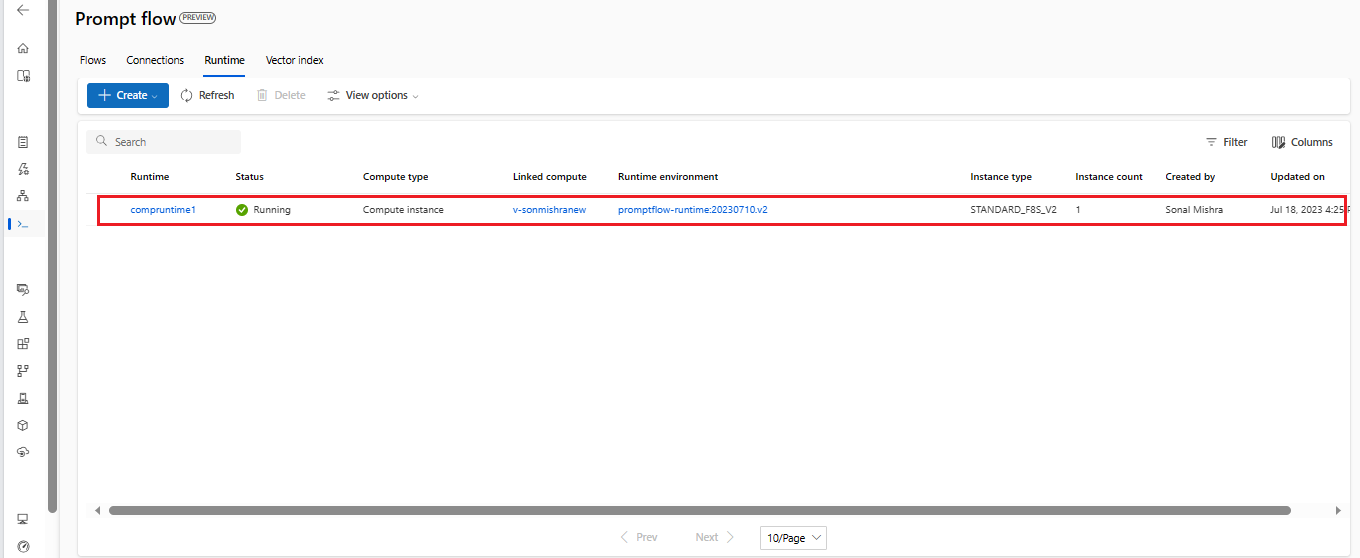 Prompt flow PREVIEW
Flows Connections Runtime Vector index
Create Refresh Delete View options
Search Filter Columns
Runtime Status Compute type Linked compute Runtime environment Instance type Instance count Created by Updated on
compruntime1 Running Compute instance v-sonmishranew promptflow-runtime:20230710.v2 STANDARD_F8S_V2 1 Sonal Mishra Jul 18, 2023 4:25
Prev Next 10/Page